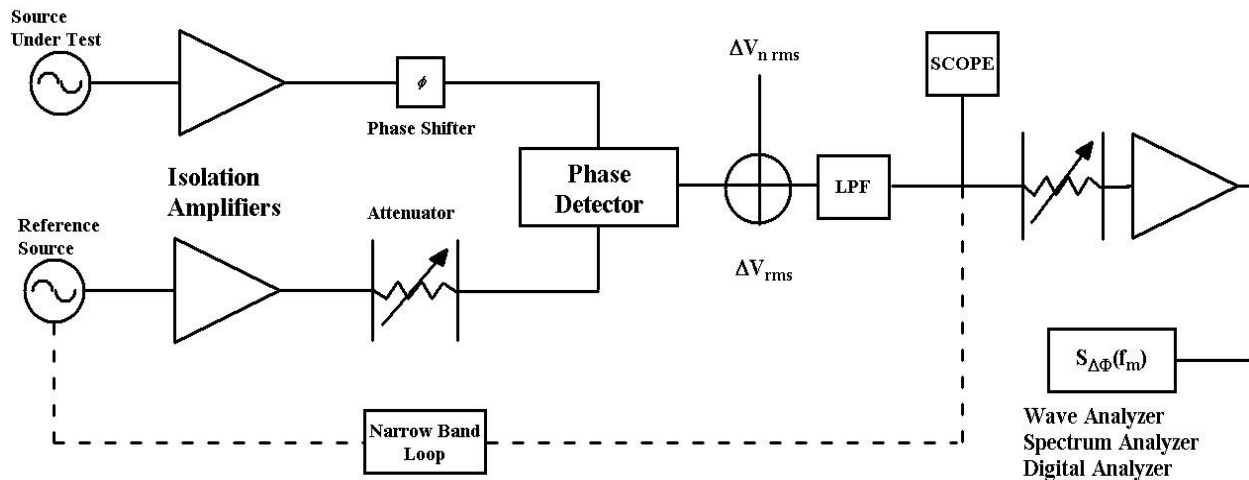 Source
Under Test
ϕ
Phase Shifter
Isolation
Amplifiers
Attenuator
Reference
Source
Phase
Detector
ΔVn rms
ΔVrms
LPF
SCOPE
Narrow Band
Loop
SΔΦ(fm)
Wave Analyzer
Spectrum Analyzer
Digital Analyzer